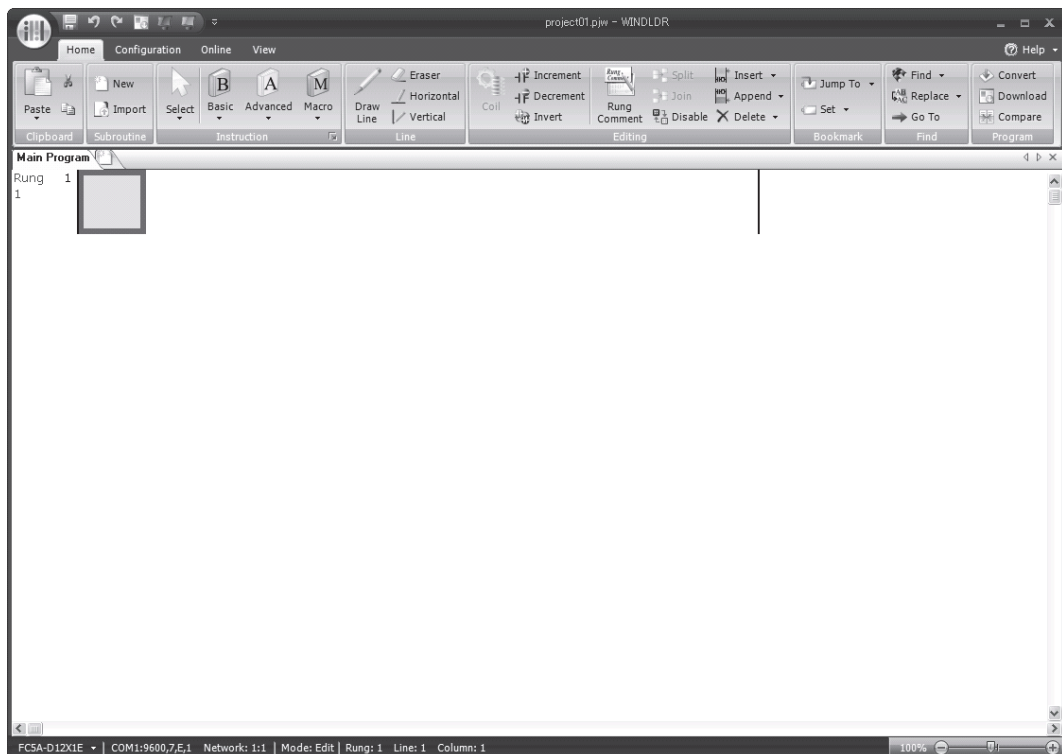 project01.pjw - WINDLDR
Home Configuration Online View Help
Paste
Clipboard
New
Import
Subroutine
Select Basic Advanced Macro
B A M
Instruction
Draw Line
Eraser
Horizontal
Vertical
Line
Coil
Increment
Decrement
Invert
Rung Comment
Split
Join
Disable
Insert
Append
Delete
Editing
Jump To
Set
Bookmark
Find
Replace
Go To
Find
Convert
Download
Compare
Program
Main Program
Rung 1
1
FC5A-D12X1E COM1:9600,7,E,1 Network: 1:1 Mode: Edit Rung: 1 Line: 1 Column: 1 100%